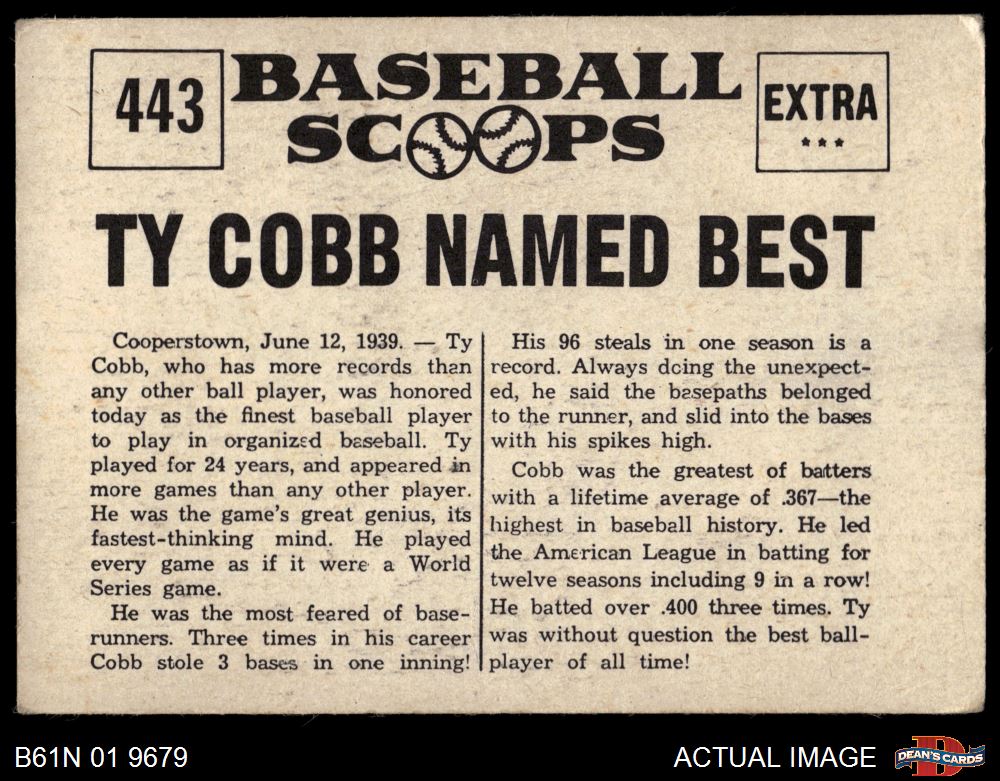 443
BASEBALL
SCOOPS
EXTRA
***
TY COBB NAMED BEST
Cooperstown, June 12, 1939. — Ty
Cobb, who has more records than
any other ball player, was honored
today as the finest baseball player
to play in organized baseball. Ty
played for 24 years, and appeared in
more games than any other player.
He was the game's great genius, its
fastest-thinking mind. He played
every game as if it were a World
Series game.
He was the most feared of base-
runners. Three times in his career
Cobb stole 3 bases in one inning!
His 96 steals in one season is a
record. Always doing the unexpect-
ed, he said the basepaths belonged
to the runner, and slid into the bases
with his spikes high.
Cobb was the greatest of batters
with a lifetime average of .367—the
highest in baseball history. He led
the American League in batting for
twelve seasons including 9 in a row!
He batted over .400 three times. Ty
was without question the best ball-
player of all time!
B61N 01 9679
ACTUAL IMAGE
D
DEAN'S CARDS